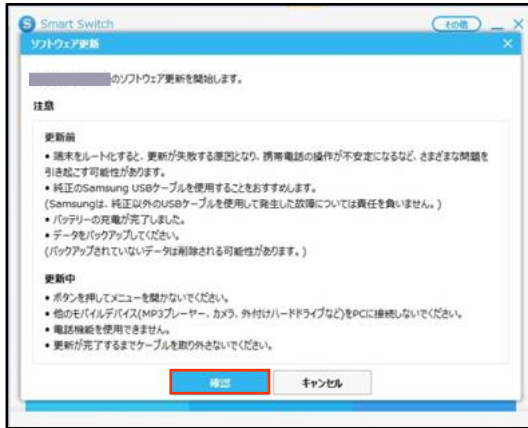 Smart Switch
その他
ソフトウェア更新
のソフトウェア更新を開始します。
注意
更新前
• 端末をルート化すると、更新が失敗する原因となり、携帯電話の操作が不安定になるなど、さまざまな問題を
引き起こす可能性があります。
• 純正のSamsung USBケーブルを使用することをおすすめします。
(Samsungは、純正以外のUSBケーブルを使用して発生した故障については責任を負いません。)
• バッテリーの充電が完了しました。
• データをバックアップしてください。
(バックアップされていないデータは削除される可能性があります。)
更新中
• ボタンを押してメニューを開かないでください。
• 他のモバイルデバイス(MP3プレーヤー、カメラ、外付けハードドライブなど)をPCに接続しないでください。
• 電話機能を使用できません。
• 更新が完了するまでケーブルを取り外さないでください。
確認
キャンセル